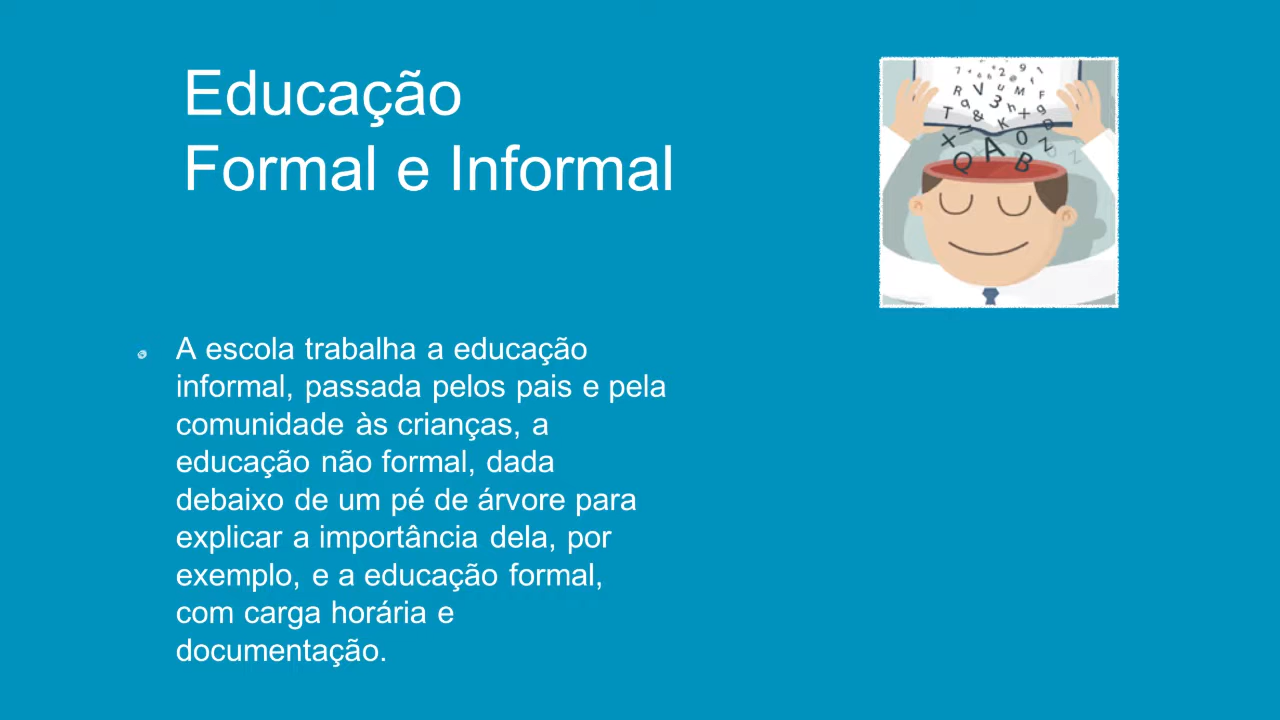 Educação
Formal e Informal
A escola trabalha a educação
informal, passada pelos pais e pela
comunidade às crianças, a
educação não formal, dada
debaixo de um pé de árvore para
explicar a importância dela, por
exemplo, e a educação formal,
com carga horária e
documentação.